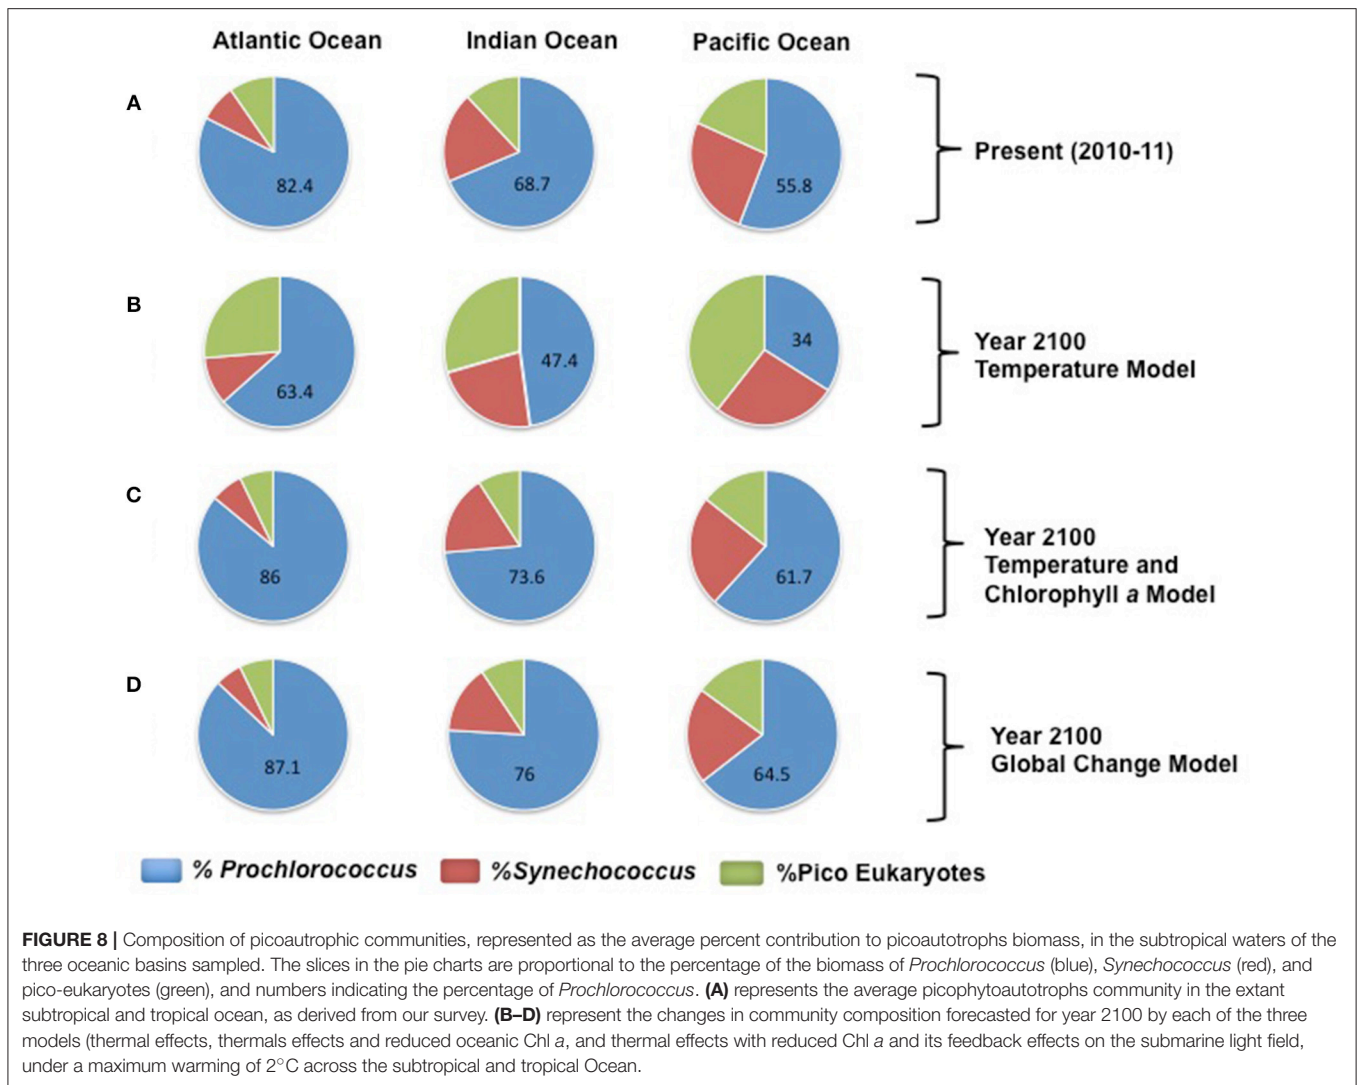 Atlantic Ocean Indian Ocean Pacific Ocean
A
82.4 68.7 55.8
Present (2010-11)
B
63.4 47.4 34
Year 2100
Temperature Model
C
86 73.6 61.7
Year 2100
Temperature and
Chlorophyll a Model
D
87.1 76 64.5
Year 2100
Global Change Model
% Prochlorococcus %Synechococcus %Pico Eukaryotes
FIGURE 8 | Composition of picoautrophic communities, represented as the average percent contribution to picoautotrophs biomass, in the subtropical waters of the
three oceanic basins sampled. The slices in the pie charts are proportional to the percentage of the biomass of Prochlorococcus (blue), Synechococcus (red), and
pico-eukaryotes (green), and numbers indicating the percentage of Prochlorococcus. (A) represents the average picophytoautotrophs community in the extant
subtropical and tropical ocean, as derived from our survey. (B–D) represent the changes in community composition forecasted for year 2100 by each of the three
models (thermal effects, thermals effects and reduced oceanic Chl a, and thermal effects with reduced Chl a and its feedback effects on the submarine light field,
under a maximum warming of 2°C across the subtropical and tropical Ocean.